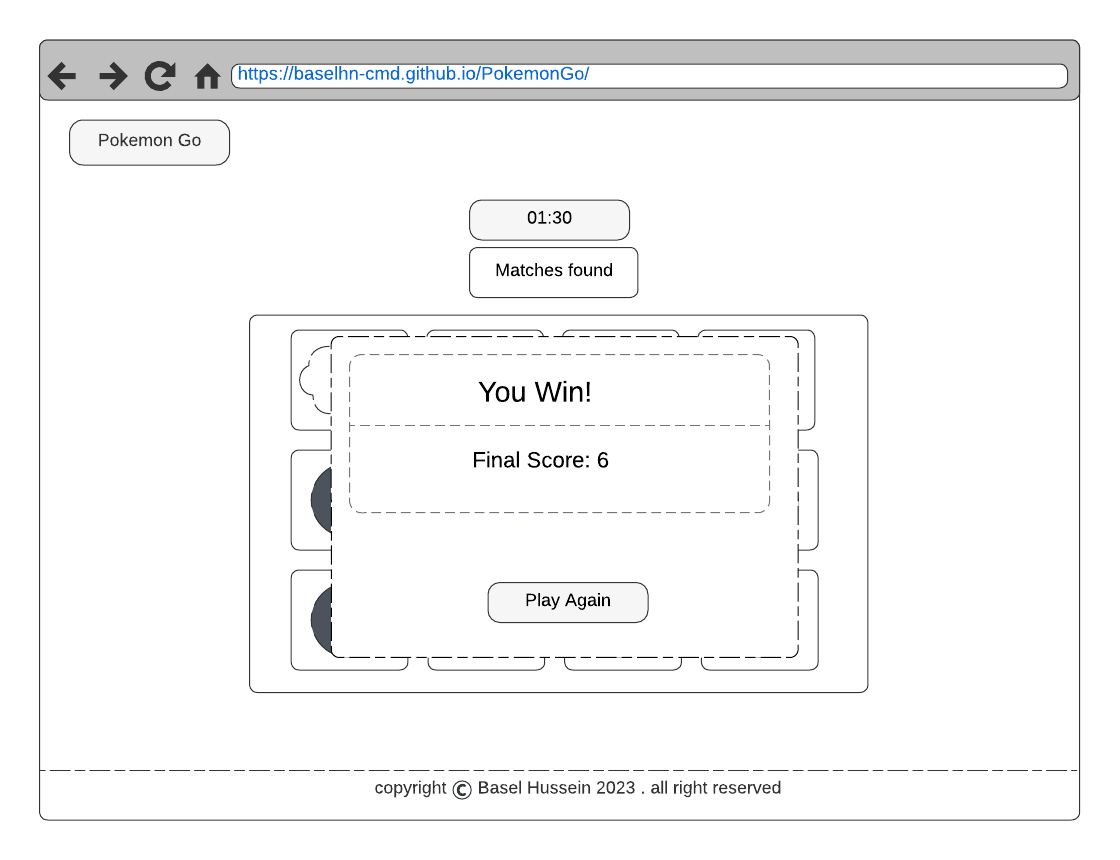 https://baselhn-cmd.github.io/PokemonGo/
Pokemon Go
01:30
Matches found
You Win!
Final Score: 6
Play Again
copyright © Basel Hussein 2023 . all right reserved